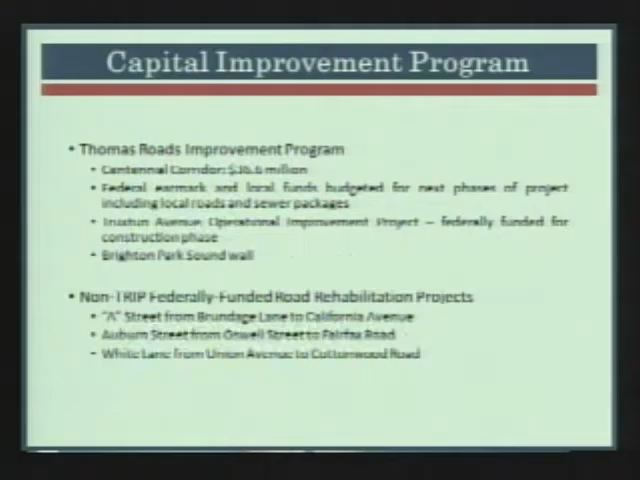 Capital Improvement Program
• Thomas Roads Improvement Program
• Centennal Corridor: $36.6 million
• Federal earmark and local funds budgeted for next phases of project
including local roads and sewer packages
• Truxtun Avenue Operational Improvement Project – federally funded for
construction phase
• Brighton Park Sound wall
• Non-TRIP Federally-Funded Road Rehabilitation Projects
• "A" Street from Brundage Lane to California Avenue
• Auburn Street from Oswell Street to Fairfax Road
• White Lane from Union Avenue to Cottonwood Road